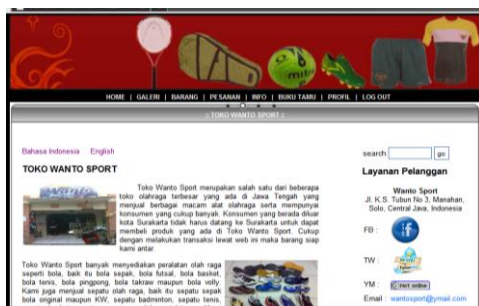 HOME | GALERI | BARANG | PESANAN | INFO | BUKU TAMU | PROFIL | LOG OUT
:: TOKO WANTO SPORT ::
Bahasa Indonesia English
search go
TOKO WANTO SPORT
Toko Wanto Sport merupakan salah satu dari beberapa
toko olahraga terbesar yang ada di Jawa Tengah yang
menjual berbagai macam alat olahraga serta mempunyai
konsumen yang cukup banyak. Konsumen yang berada diluar
kota Surakarta tidak harus datang ke Surakarta untuk dapat
membeli produk yang ada di Toko Wanto Sport. Cukup
dengan melakukan transaksi lewat web ini maka barang siap
kami antar.
Toko Wanto Sport banyak menyediakan peralatan olah raga
seperti bola, baik itu bola sepak, bola futsal, bola basket,
bola tenis, bola pingpong, bola takraw maupun bola volly.
Kami juga menjual sepatu olah raga, baik itu sepatu sepak
bola original maupun KW, sepatu badminton, sepatu tenis,
Layanan Pelanggan
Wanto Sport
Jl. K.S. Tubun No 3, Manahan,
Solo, Central Java, Indonesia
FB :
TW :
YM : Not online
Email : wantosport@ymail.com